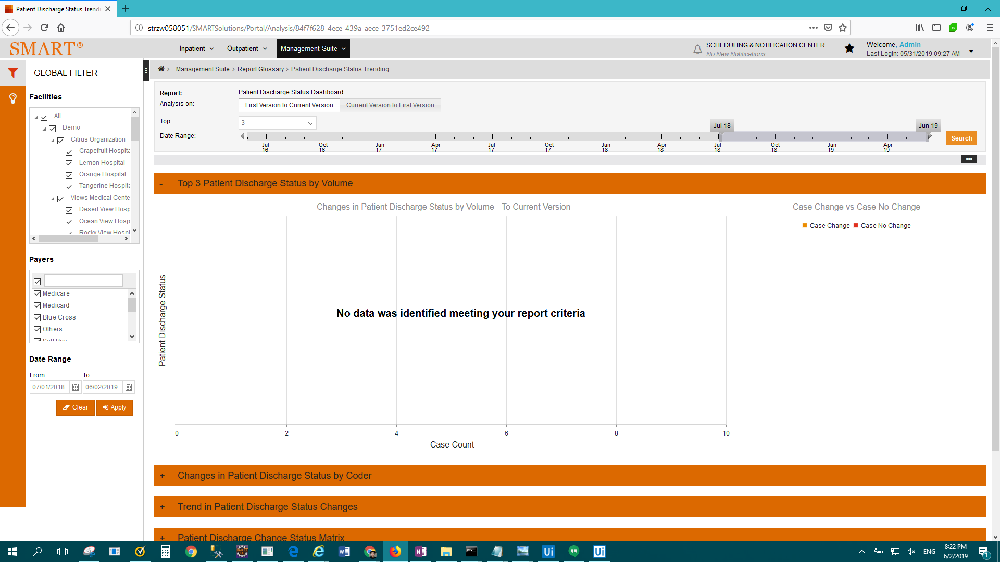 Patient Discharge Status Trendi
strzw058051/SMARTSolutions/Portal/Analysis/84f7f628-4ece-439a-aece-3751ed2ce492
SMART®
Inpatient
Outpatient
Management Suite
SCHEDULING & NOTIFICATION CENTER
No New Notifications
Welcome, Admin
Last Login: 05/31/2019 09:27 AM
GLOBAL FILTER
Management Suite > Report Glossary > Patient Discharge Status Trending
Facilities
All
Demo
Citrus Organization
Grapefruit Hospita
Lemon Hospital
Orange Hospital
Tangerine Hospita
Views Medical Cente
Desert View Hosp
Ocean View Hosp
Rocky View Hospi
Payers
Medicare
Medicaid
Blue Cross
Others
Self Pay
Date Range
From:
To:
07/01/2018
06/02/2019
Clear
Apply
Report:
Patient Discharge Status Dashboard
Analysis on:
First Version to Current Version
Current Version to First Version
Top:
3
Date Range:
Jul 18
Jun 19
Jul 16
Oct 16
Jan 17
Apr 17
Jul 17
Oct 17
Jan 18
Apr 18
Jul 18
Oct 18
Jan 19
Apr 19
Search
- Top 3 Patient Discharge Status by Volume
Changes in Patient Discharge Status by Volume - To Current Version
Case Change vs Case No Change
Case Change
Case No Change
Patient Discharge Status
No data was identified meeting your report criteria
0 2 4 6 8 10
Case Count
+ Changes in Patient Discharge Status by Coder
+ Trend in Patient Discharge Status Changes
+ Patient Discharge Change Status Matrix
ENG
8:22 PM
6/2/2019
1